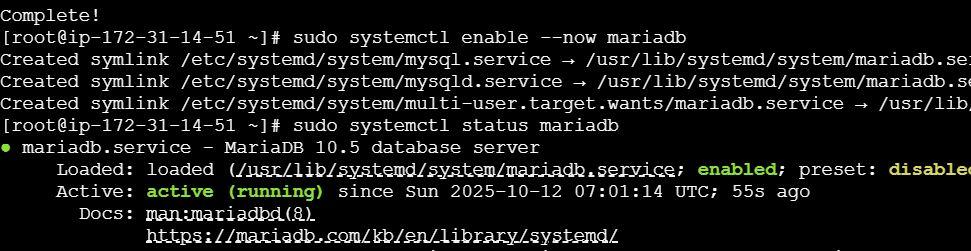 Complete!
[root@ip-172-31-14-51 ~]# sudo systemctl enable --now mariadb
Created symlink /etc/systemd/system/mysql.service → /usr/lib/systemd/system/mariadb.se
Created symlink /etc/systemd/system/mysqld.service → /usr/lib/systemd/system/mariadb.s
Created symlink /etc/systemd/system/multi-user.target.wants/mariadb.service → /usr/lib/
[root@ip-172-31-14-51 ~]# sudo systemctl status mariadb
● mariadb.service - MariaDB 10.5 database server
Loaded: loaded (/usr/lib/systemd/system/mariadb.service; enabled; preset: disable
Active: active (running) since Sun 2025-10-12 07:01:14 UTC; 55s ago
Docs: man:mariadbd(8)
https://mariadb.com/kb/en/library/systemd/